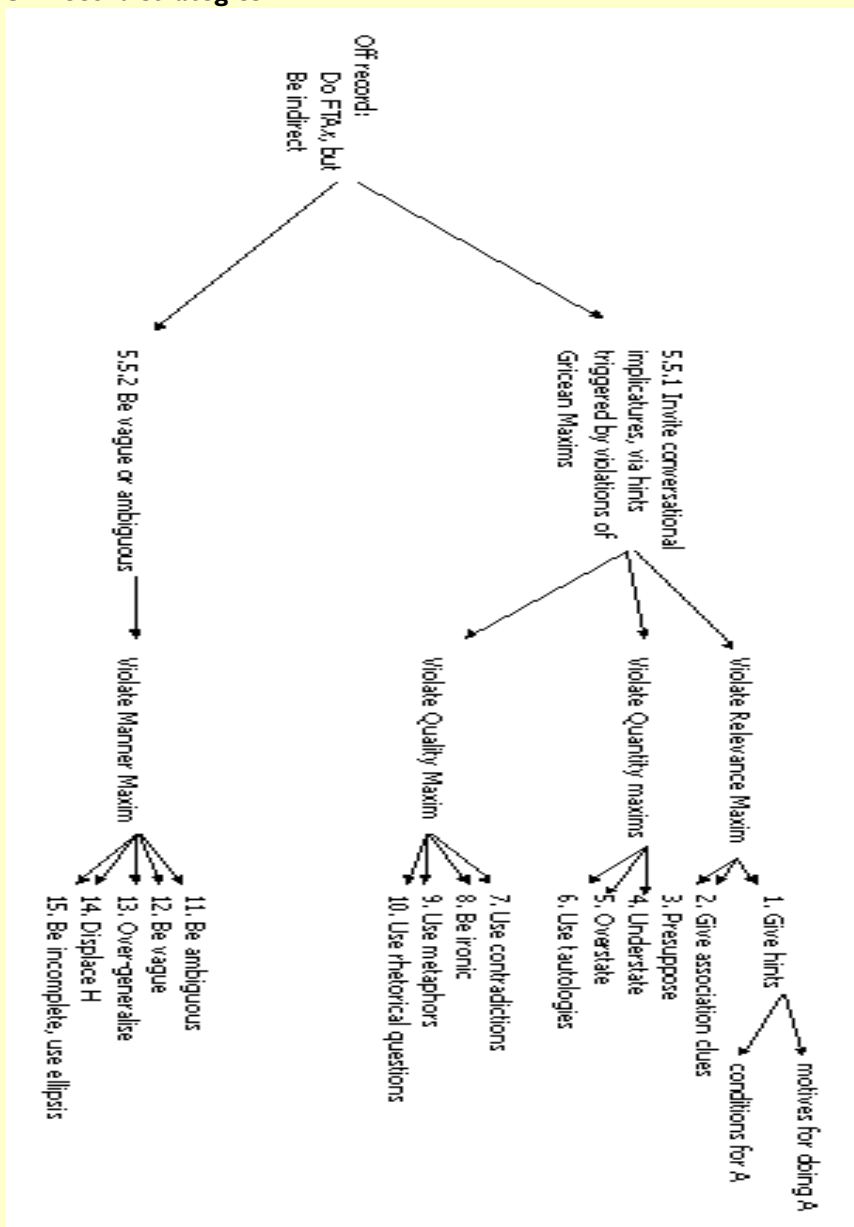 Off record:
Do FTAx, but
Be indirect
5.5.1 Invite conversational
implicatures, via hints
triggered by violations of
Gricean Maxims
Violate Relevance Maxim
1. Give hints
motives for doing A
conditions for A
2. Give association clues
3. Presuppose
Violate Quantity maxims
4. Understate
5. Overstate
6. Use tautologies
Violate Quality Maxim
7. Use contradictions
8. Be ironic
9. Use metaphors
10. Use rhetorical questions
5.5.2 Be vague or ambiguous
Violate Manner Maxim
11. Be ambiguous
12. Be vague
13. Over-generalise
14. Displace H
15. Be incomplete, use ellipsis